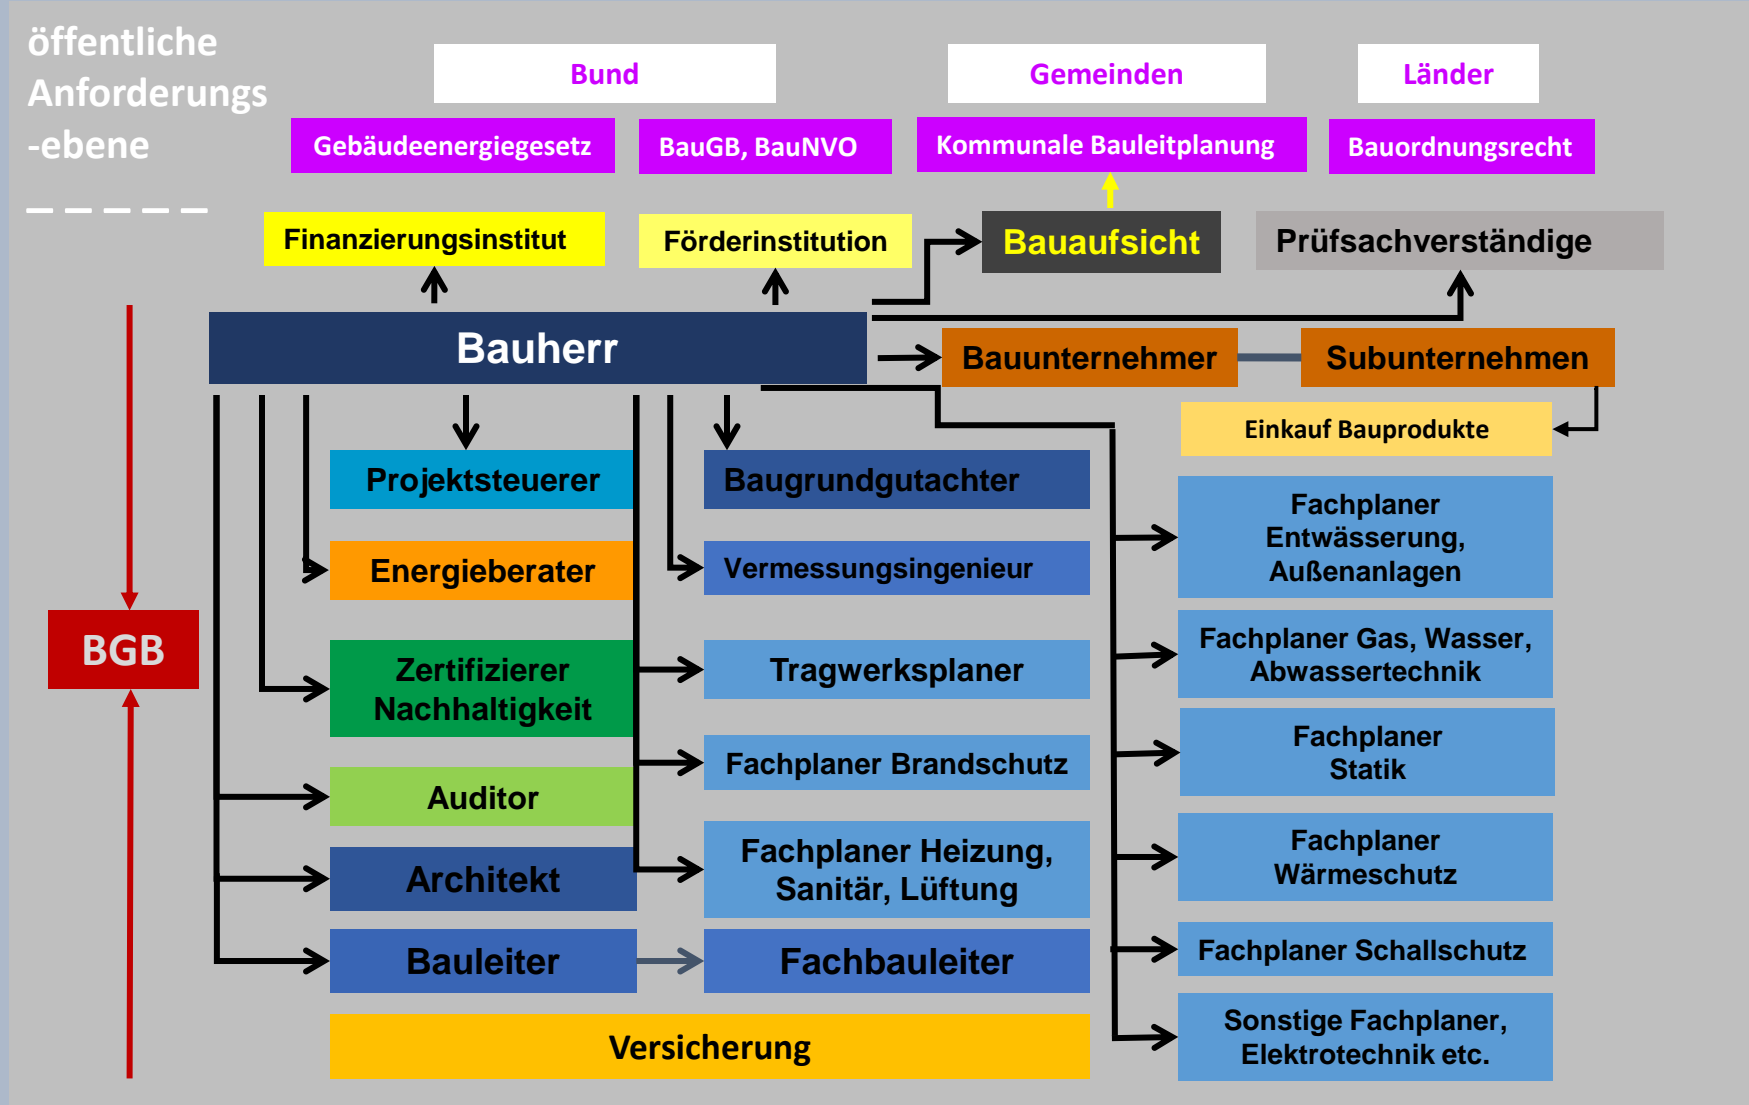 öffentliche
Anforderungs
-ebene
Bund
Gemeinden
Länder
Gebäudeenergiegesetz
BauGB, BauNVO
Kommunale Bauleitplanung
Bauordnungsrecht
Finanzierungsinstitut
Förderinstitution
Bauaufsicht
Prüfsachverständige
Bauherr
Bauunternehmer
Subunternehmen
Einkauf Bauprodukte
BGB
Projektsteuerer
Energieberater
Zertifizierer
Nachhaltigkeit
Auditor
Architekt
Bauleiter
Baugrundgutachter
Vermessungsingenieur
Tragwerksplaner
Fachplaner Brandschutz
Fachplaner Heizung,
Sanitär, Lüftung
Fachbauleiter
Versicherung
Fachplaner
Entwässerung,
Außenanlagen
Fachplaner Gas, Wasser,
Abwassertechnik
Fachplaner
Statik
Fachplaner
Wärmeschutz
Fachplaner Schallschutz
Sonstige Fachplaner,
Elektrotechnik etc.